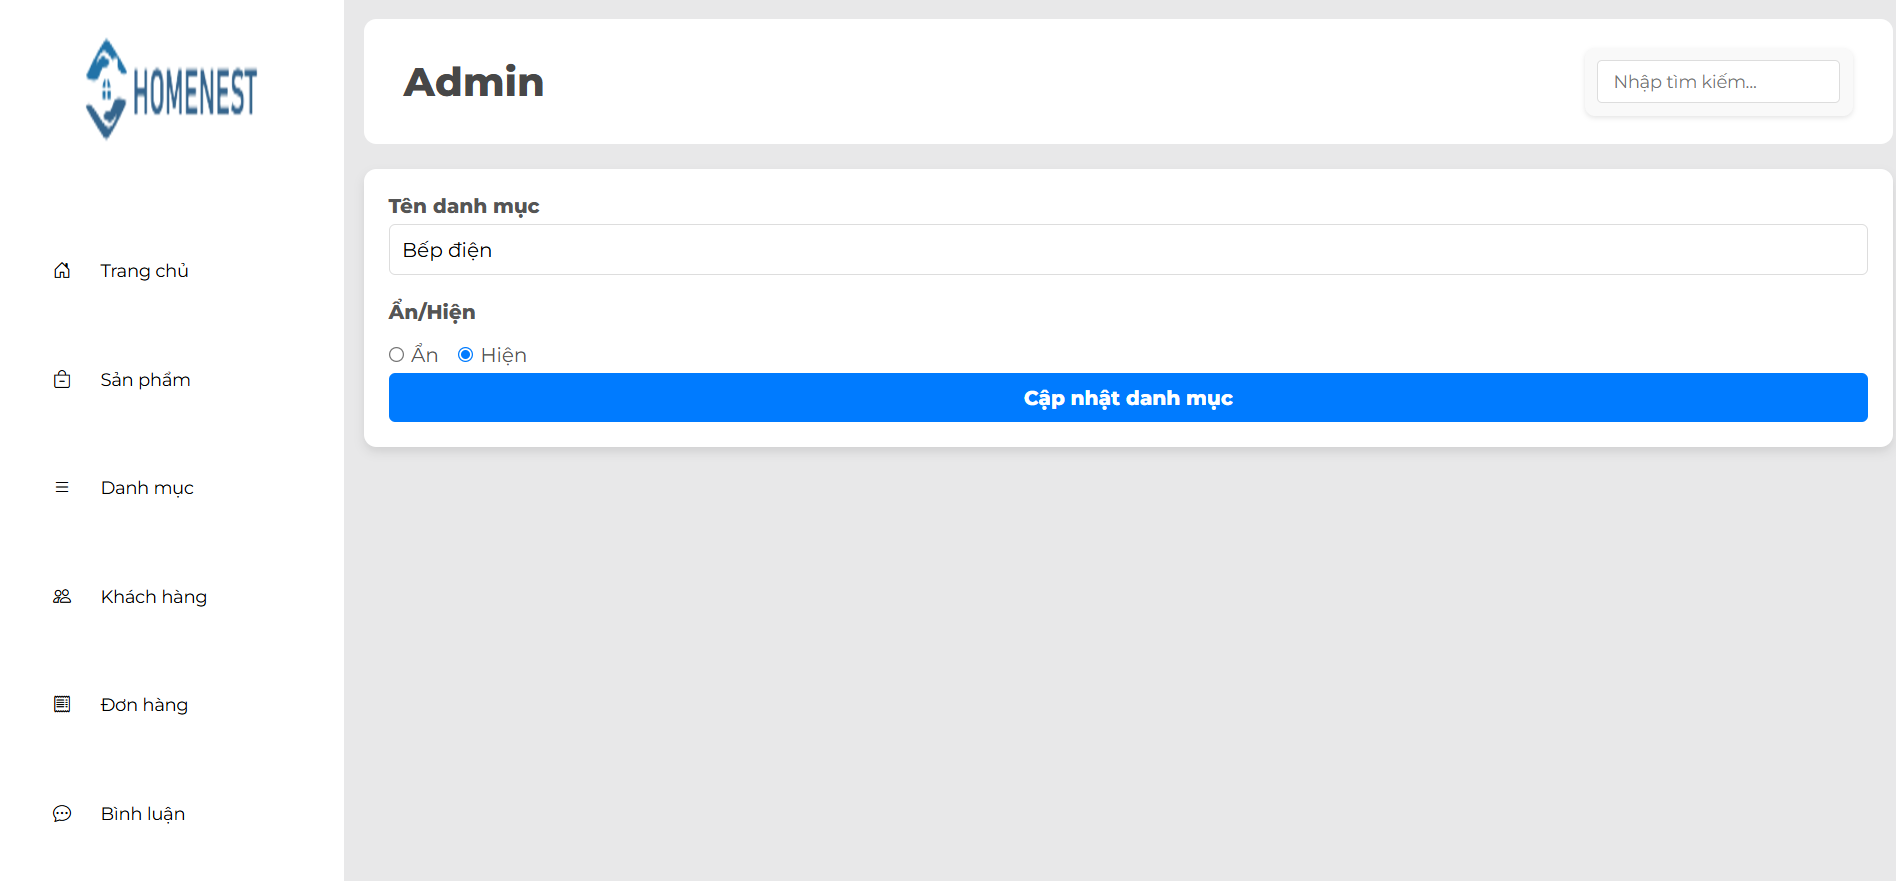 HOMENEST
Trang chủ
Sản phẩm
Danh mục
Khách hàng
Đơn hàng
Bình luận
Admin
Nhập tìm kiếm...
Tên danh mục
Bếp điện
Ẩn/Hiện
Ẩn Hiện
Cập nhật danh mục